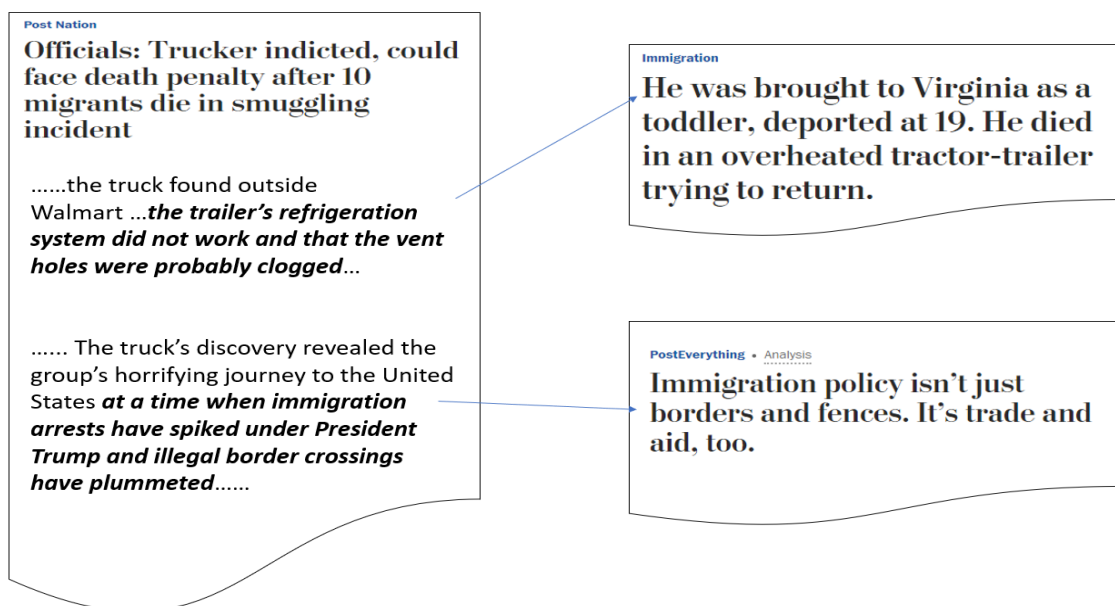 Post Nation
Officials: Trucker indicted, could
face death penalty after 10
migrants die in smuggling
incident
......the truck found outside
Walmart ...the trailer’s refrigeration
system did not work and that the vent
holes were probably clogged...
...... The truck’s discovery revealed the
group’s horrifying journey to the United
States at a time when immigration
arrests have spiked under President
Trump and illegal border crossings
have plummeted......
Immigration
He was brought to Virginia as a
toddler, deported at 19. He died
in an overheated tractor-trailer
trying to return.
PostEverything • Analysis
Immigration policy isn’t just
borders and fences. It’s trade and
aid, too.